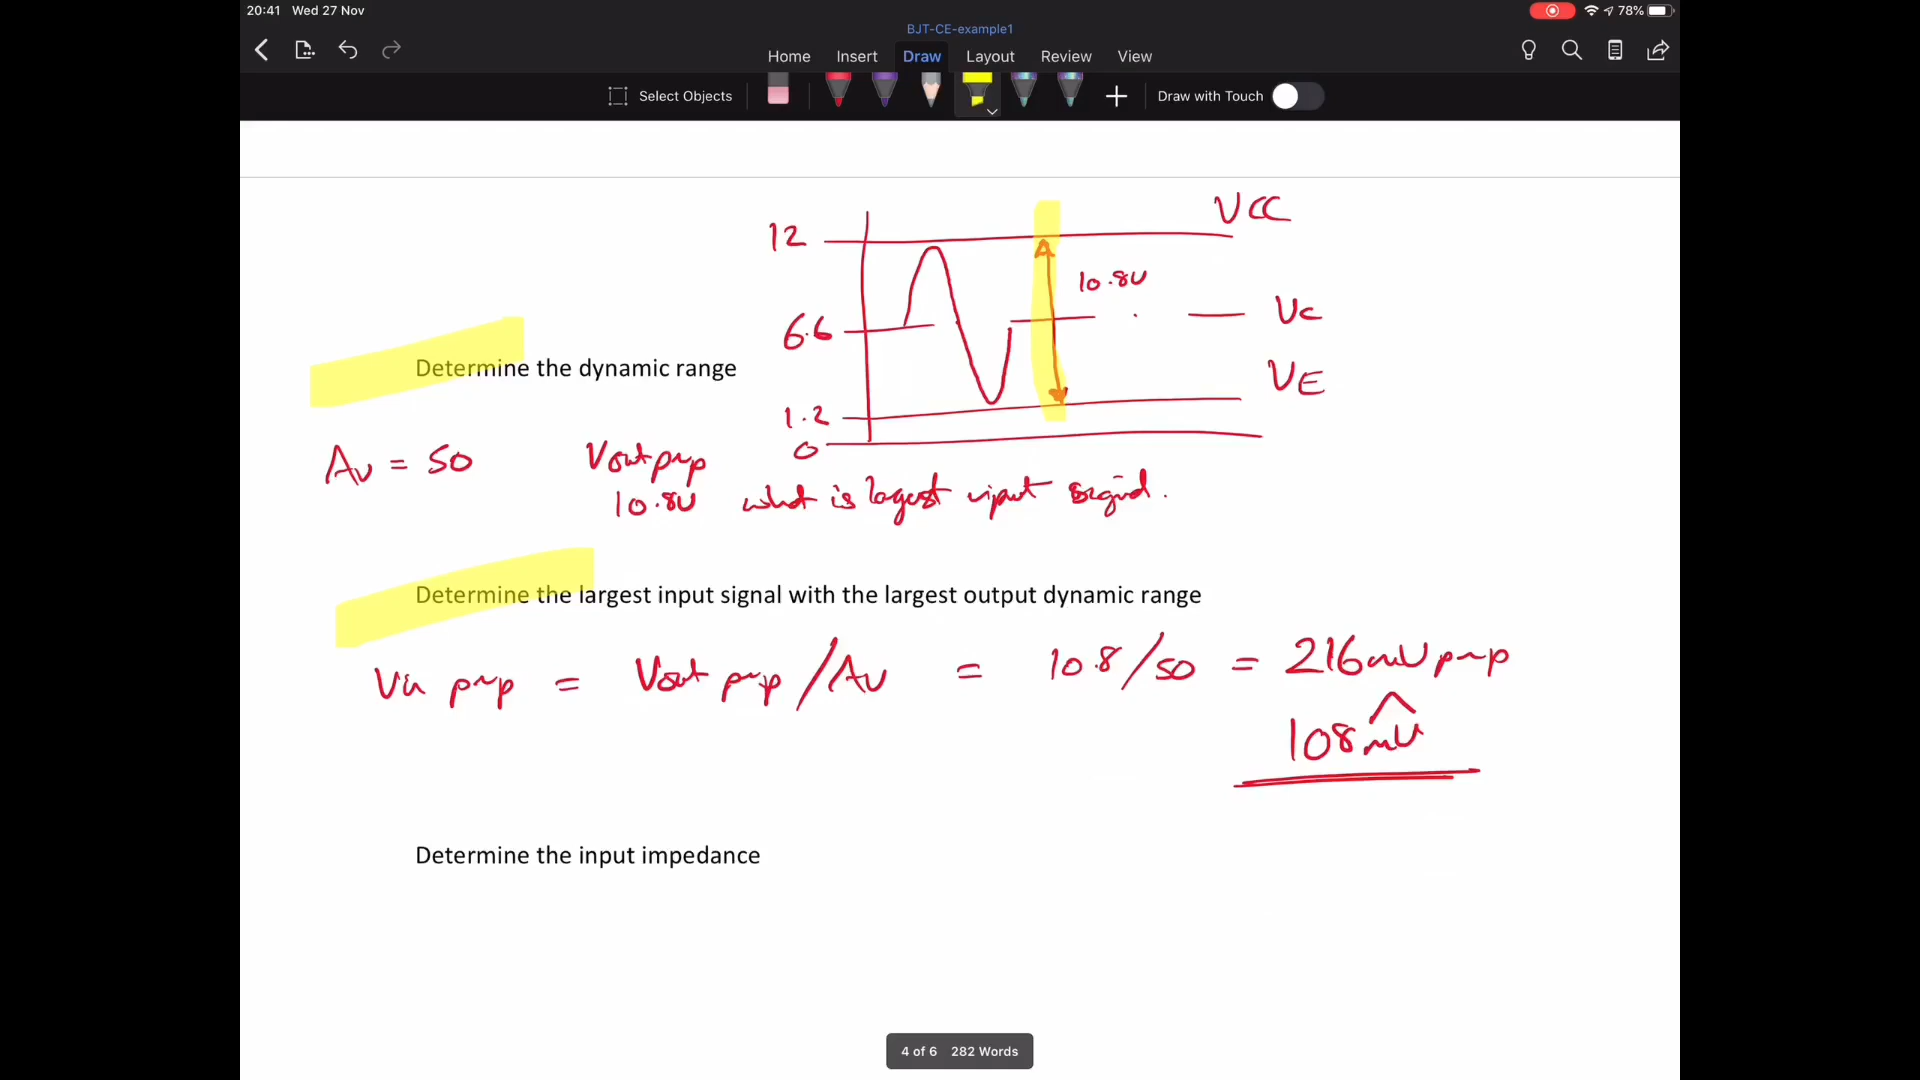 20:41 Wed 27 Nov
78%
BJT-CE-example1
Home Insert Draw Layout Review View
Select Objects
Draw with Touch
VCC
12
10.8V
6.6
VC
Determine the dynamic range
VE
1.2
0
Av = 50
Vout p~p
10.8V what is largest input signal.
Determine the largest input signal with the largest output dynamic range
Vin p~p = Vout p~p / Av = 10.8/50 = 216mV p~p
108mV
Determine the input impedance
4 of 6 282 Words